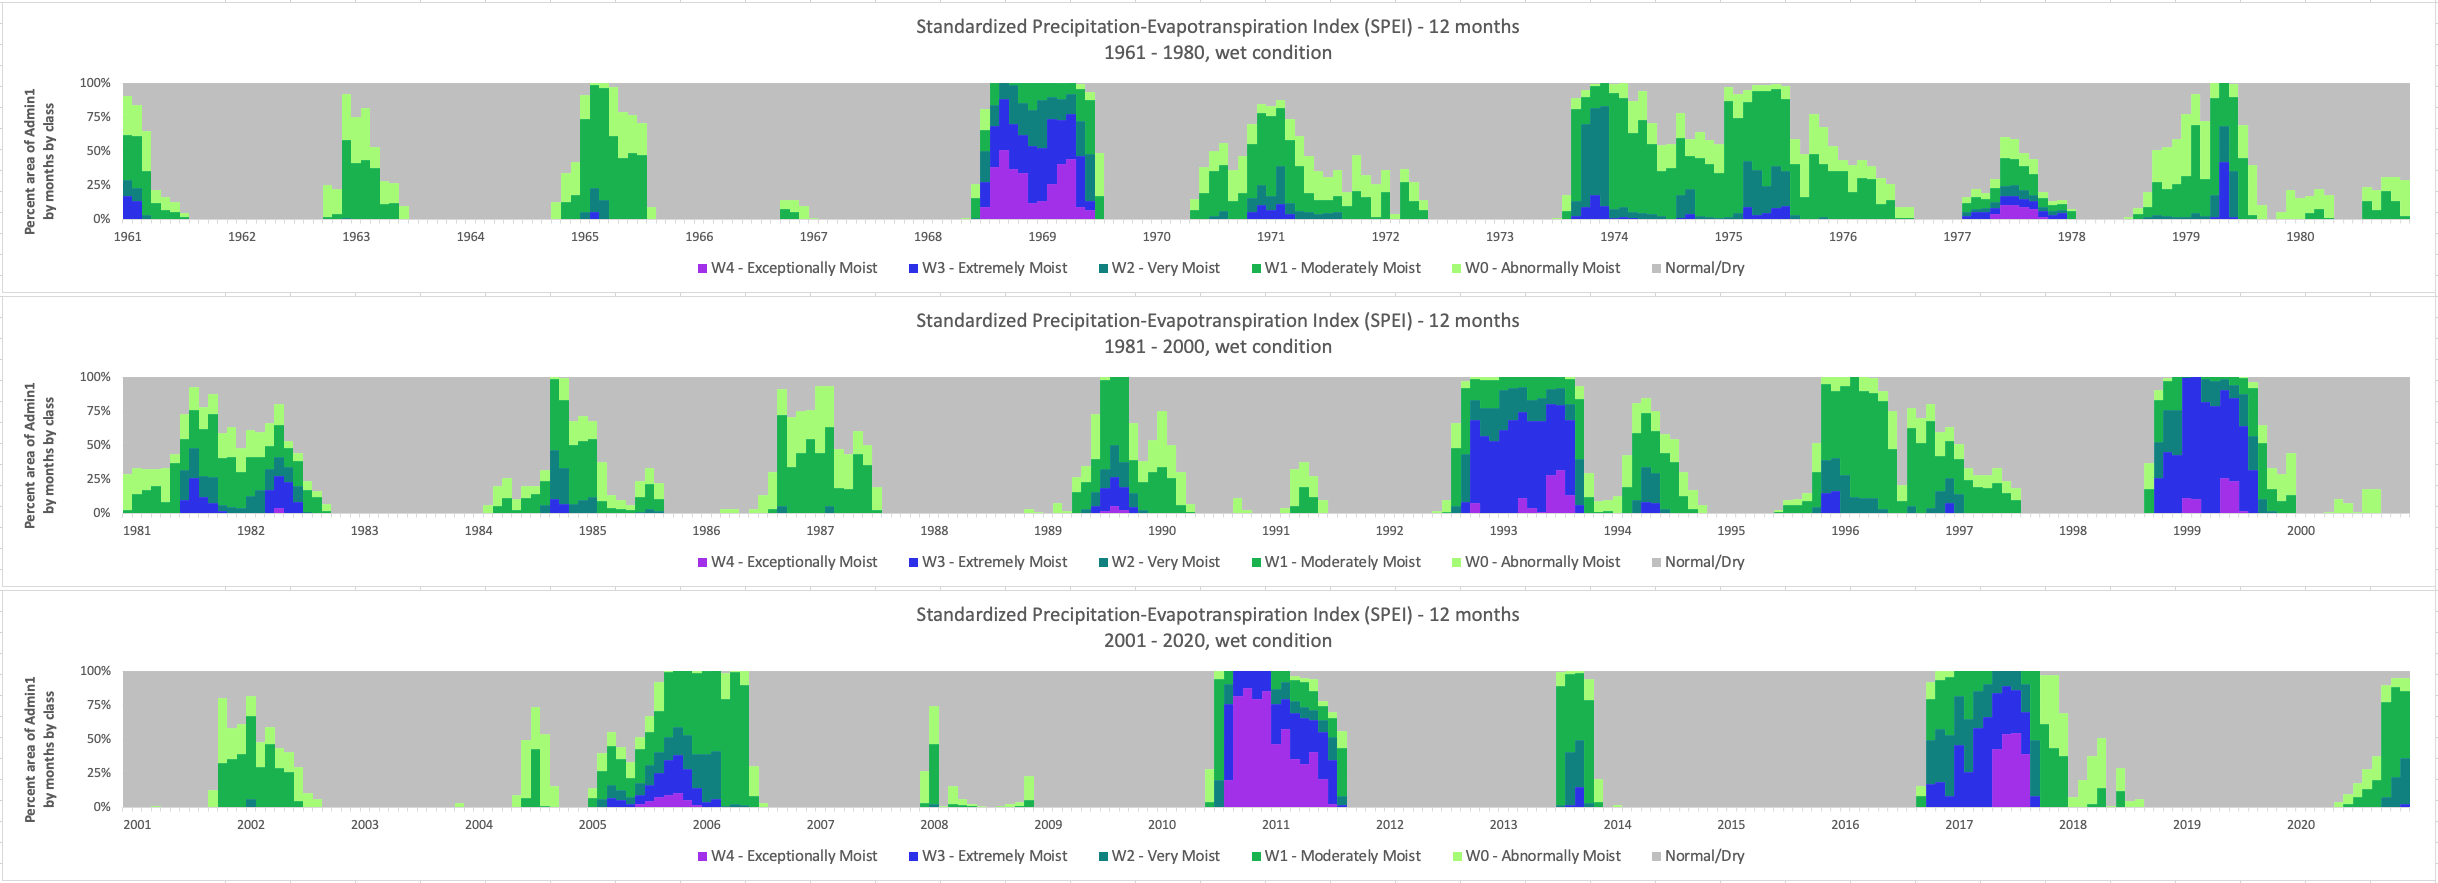 Standardized Precipitation-Evapotranspiration Index (SPEI) - 12 months
1961 - 1980, wet condition
Percent area of Admin1
by months by class
100%
75%
50%
25%
0%
1961 1962 1963 1964 1965 1966 1967 1968 1969 1970 1971 1972 1973 1974 1975 1976 1977 1978 1979 1980
W4 - Exceptionally Moist W3 - Extremely Moist W2 - Very Moist W1 - Moderately Moist W0 - Abnormally Moist Normal/Dry
Standardized Precipitation-Evapotranspiration Index (SPEI) - 12 months
1981 - 2000, wet condition
Percent area of Admin1
by months by class
100%
75%
50%
25%
0%
1981 1982 1983 1984 1985 1986 1987 1988 1989 1990 1991 1992 1993 1994 1995 1996 1997 1998 1999 2000
W4 - Exceptionally Moist W3 - Extremely Moist W2 - Very Moist W1 - Moderately Moist W0 - Abnormally Moist Normal/Dry
Standardized Precipitation-Evapotranspiration Index (SPEI) - 12 months
2001 - 2020, wet condition
Percent area of Admin1
by months by class
100%
75%
50%
25%
0%
2001 2002 2003 2004 2005 2006 2007 2008 2009 2010 2011 2012 2013 2014 2015 2016 2017 2018 2019 2020
W4 - Exceptionally Moist W3 - Extremely Moist W2 - Very Moist W1 - Moderately Moist W0 - Abnormally Moist Normal/Dry